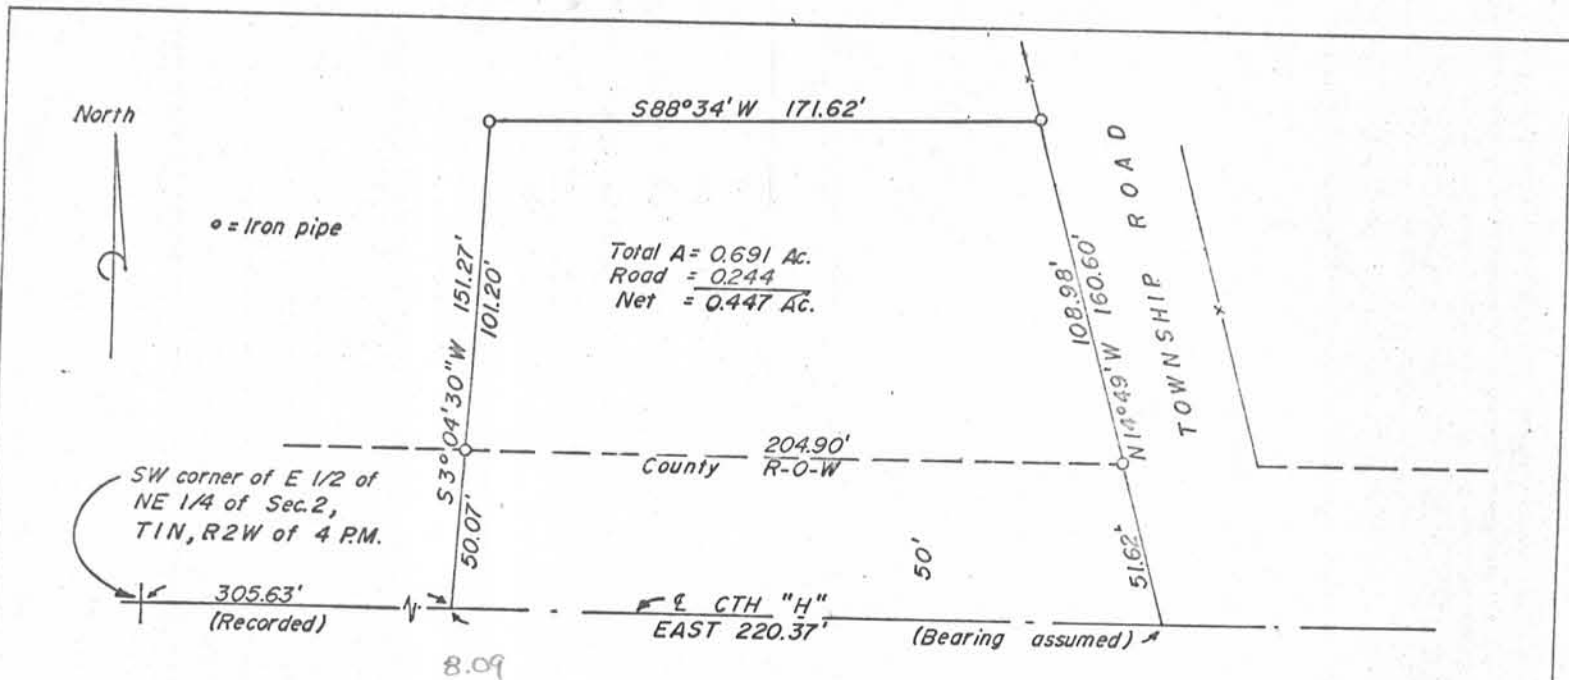 North
S88°34'W 171.62'
o = Iron pipe
Total A = 0.691 Ac.
Road = 0.244
Net = 0.447 Ac.
S3°04'30"W 151.27'
101.20'
50.07'
108.98'
N14°49'W 160.60'
51.62'
TOWNSHIP ROAD
204.90'
County R-O-W
SW corner of E 1/2 of
NE 1/4 of Sec. 2,
T1N, R2W of 4 P.M.
50'
305.63'
(Recorded)
℄ CTH "H"
EAST 220.37'
(Bearing assumed)
8.09